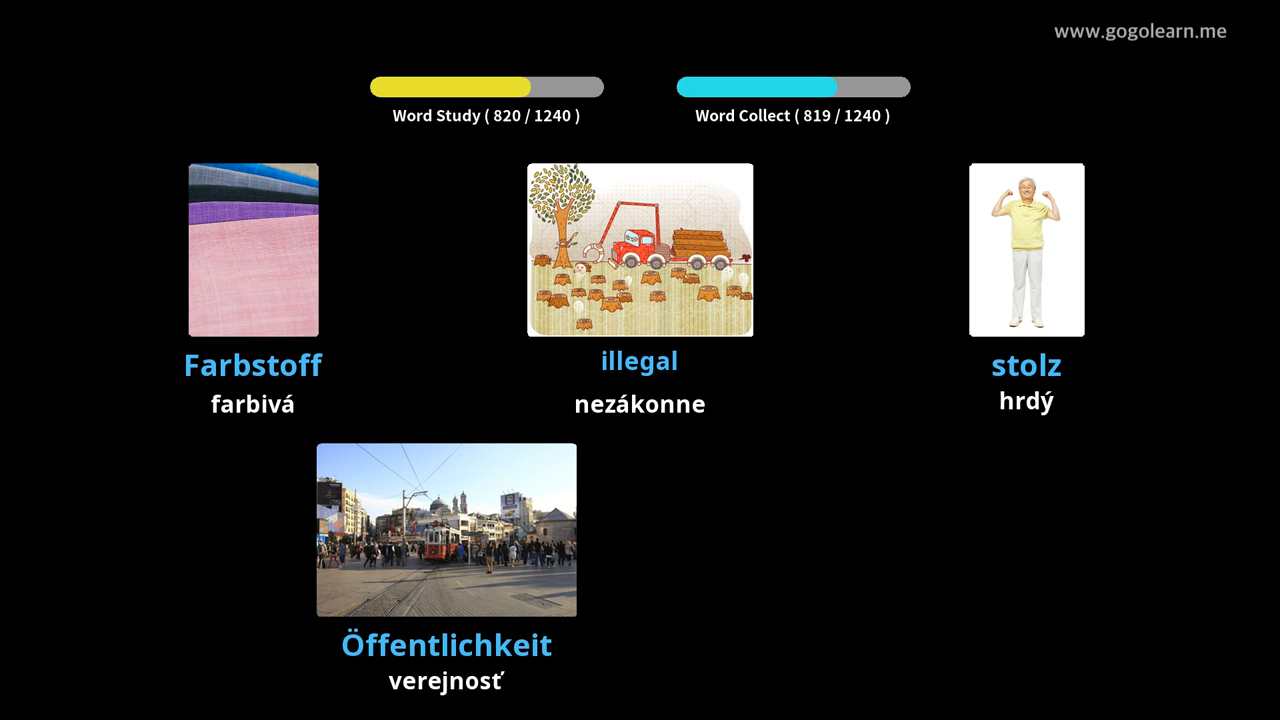 www.gogolearn.me
Word Study ( 820 / 1240 )
Word Collect ( 819 / 1240 )
Farbstoff
farbivá
illegal
nezákonne
stolz
hrdý
Öffentlichkeit
verejnosť